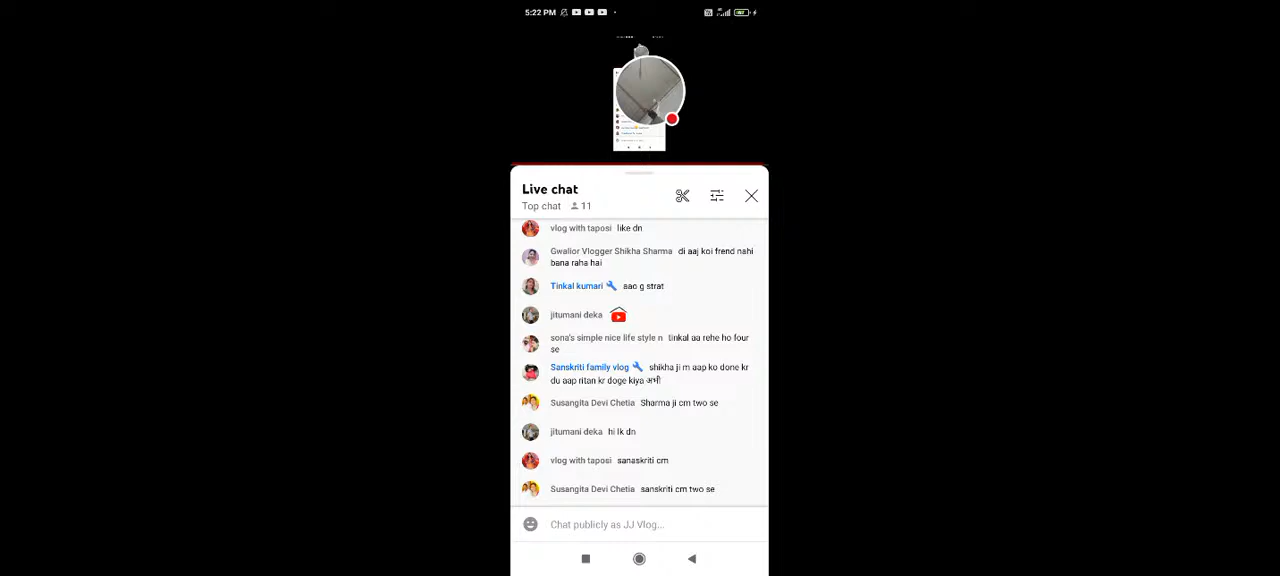 5:22 PM
Live chat
Top chat 11
vlog with taposi like dn
Gwalior Vlogger Shikha Sharma di aaj koi frend nahi
bana raha hai
Tinkal kumari aao g strat
jitumani deka
sona's simple nice life style n tinkal aa rehe ho four
se
Sanskriti family vlog shikha ji m aap ko done kr
du aap ritan kr doge kiya अभी
Susangita Devi Chetia Sharma ji cm two se
jitumani deka hi lk dn
vlog with taposi sanaskriti cm
Susangita Devi Chetia sanskriti cm two se
Chat publicly as JJ Vlog...